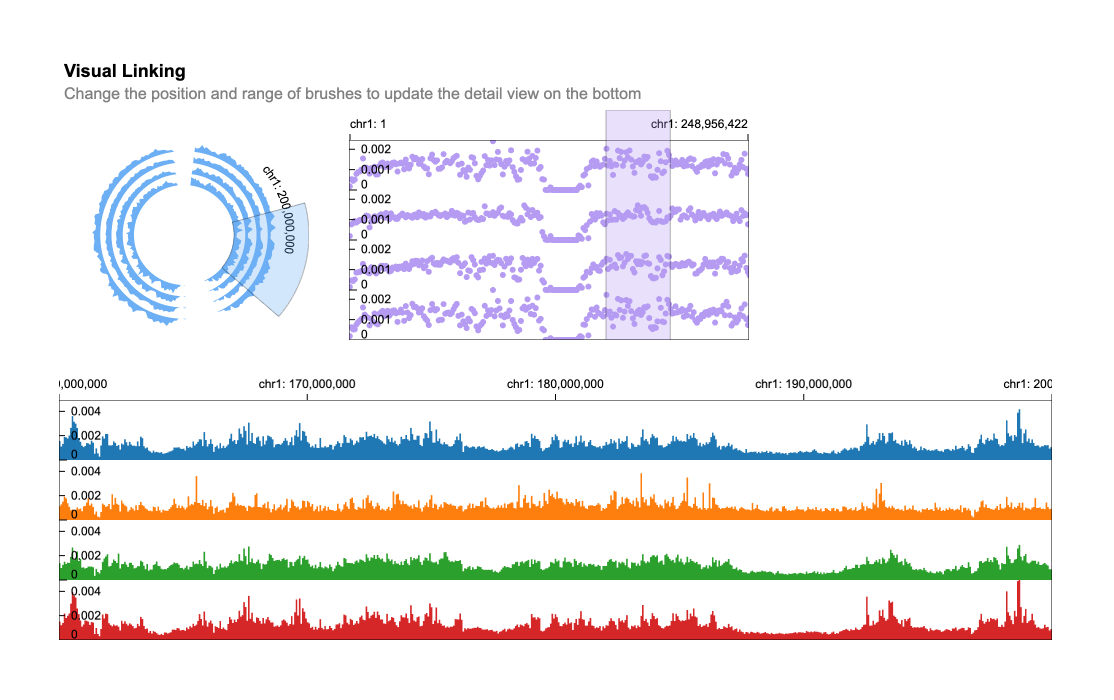 Visual Linking
Change the position and range of brushes to update the detail view on the bottom
chr1: 1
chr1: 248,956,422
chr1: 200,000,000
0.002
0.001
0
0.002
0.001
0
0.002
0.001
0
0.002
0.001
0
0,000,000
chr1: 170,000,000
chr1: 180,000,000
chr1: 190,000,000
chr1: 200
0.004
0.002
0
0.004
0.002
0
0.004
0.002
0
0.004
0.002
0